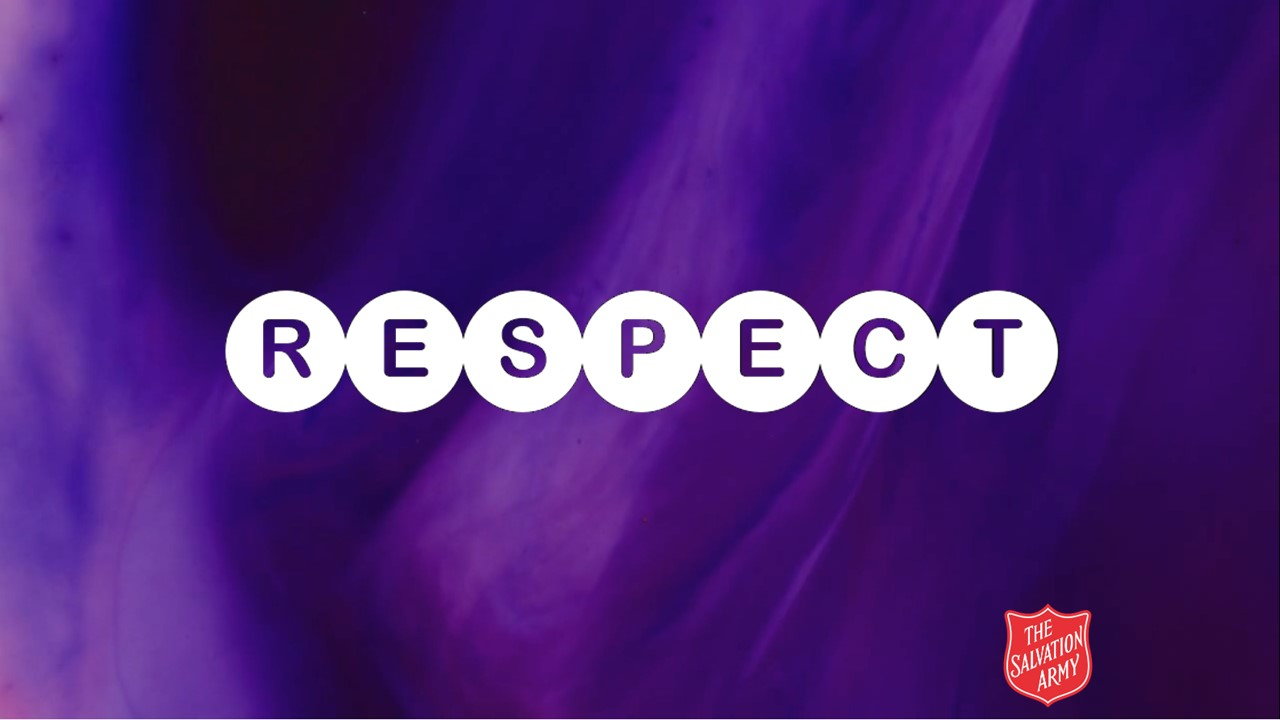 RESPECT
THE
SALVATION
ARMY